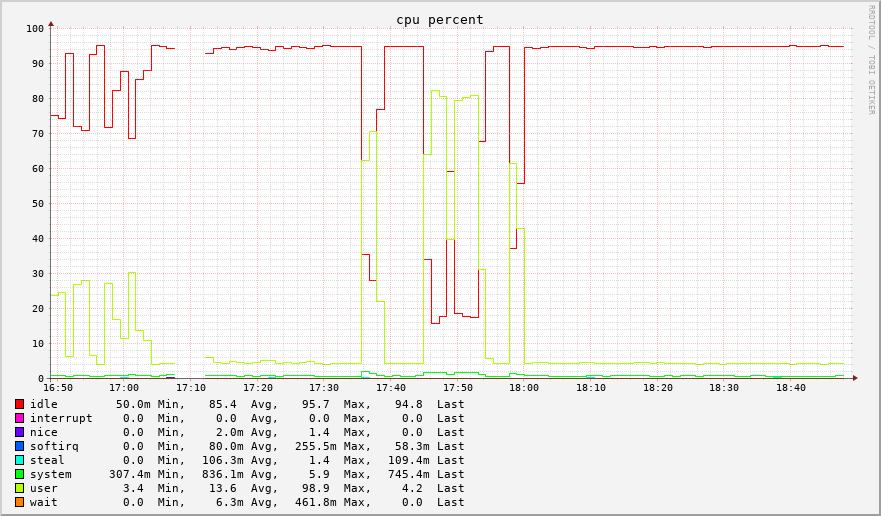 cpu percent
RRDTOOL / TOBI OETIKER
100
90
80
70
60
50
40
30
20
10
0
16:50 17:00 17:10 17:20 17:30 17:40 17:50 18:00 18:10 18:20 18:30 18:40
idle 50.0m Min, 85.4 Avg, 95.7 Max, 94.8 Last
interrupt 0.0 Min, 0.0 Avg, 0.0 Max, 0.0 Last
nice 0.0 Min, 2.0m Avg, 1.4 Max, 0.0 Last
softirq 0.0 Min, 80.0m Avg, 255.5m Max, 58.3m Last
steal 0.0 Min, 106.3m Avg, 1.4 Max, 109.4m Last
system 307.4m Min, 836.1m Avg, 5.9 Max, 745.4m Last
user 3.4 Min, 13.6 Avg, 98.9 Max, 4.2 Last
wait 0.0 Min, 6.3m Avg, 461.8m Max, 0.0 Last